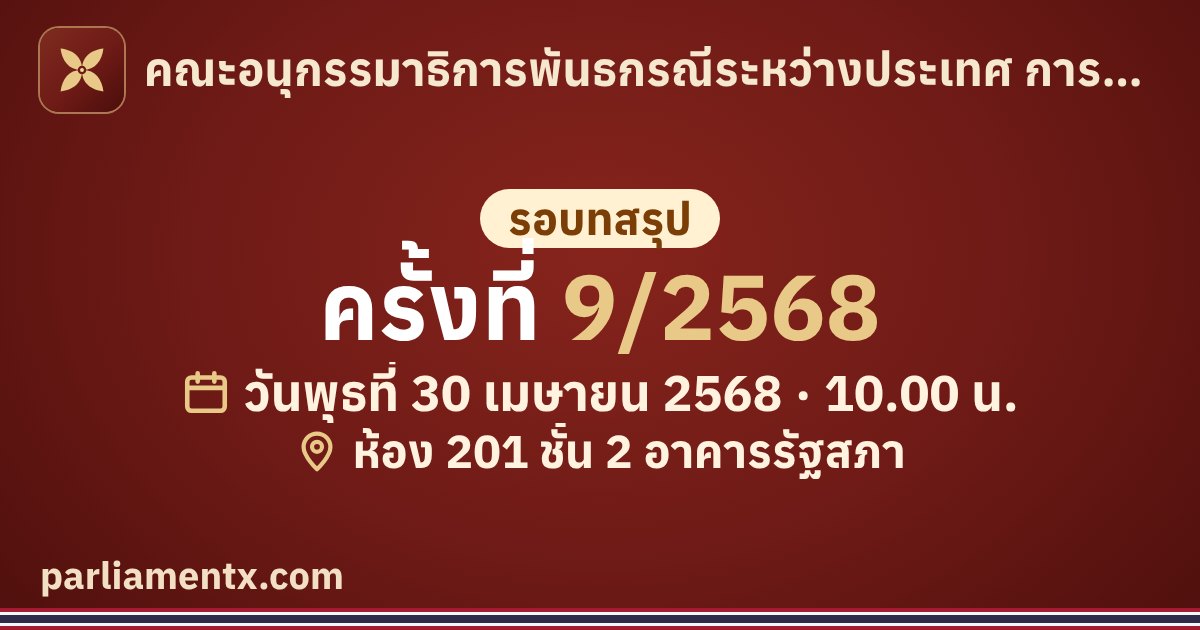 คณะอนุกรรมาธิการพันธกรณีระหว่างประเทศ การ...
รอบทสรุป
ครั้งที่ 9/2568
วันพุธที่ 30 เมษายน 2568 · 10.00 น.
ห้อง 201 ชั้น 2 อาคารรัฐสภา
parliamentx.com